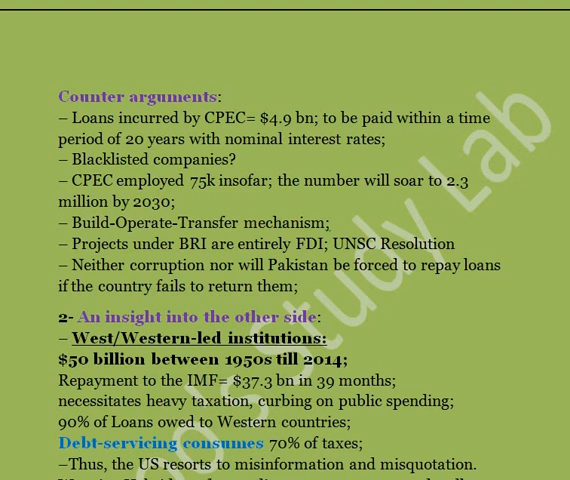 Counter arguments:
– Loans incurred by CPEC= $4.9 bn; to be paid within a time
period of 20 years with nominal interest rates;
– Blacklisted companies?
– CPEC employed 75k insofar; the number will soar to 2.3
million by 2030;
– Build-Operate-Transfer mechanism;
– Projects under BRI are entirely FDI; UNSC Resolution
– Neither corruption nor will Pakistan be forced to repay loans
if the country fails to return them;
2- An insight into the other side:
– West/Western-led institutions:
$50 billion between 1950s till 2014;
Repayment to the IMF= $37.3 bn in 39 months;
necessitates heavy taxation, curbing on public spending;
90% of Loans owed to Western countries;
Debt-servicing consumes 70% of taxes;
–Thus, the US resorts to misinformation and misquotation.
Study Lab